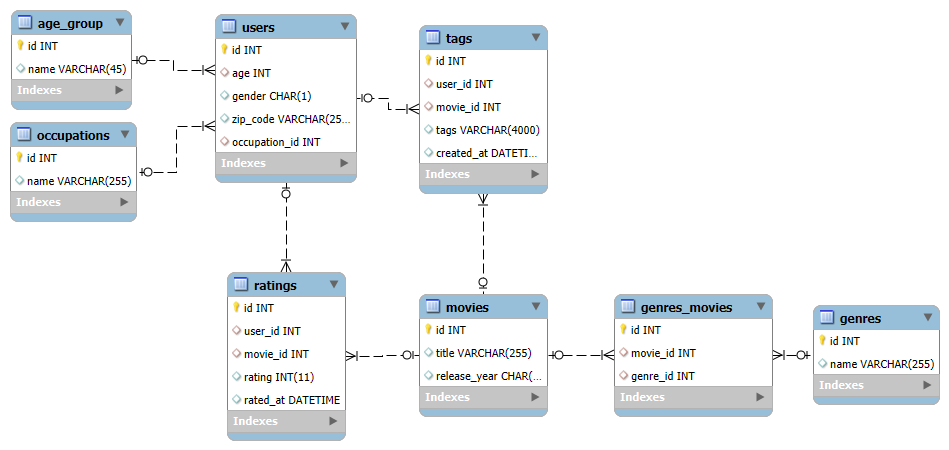 age_group
id INT
name VARCHAR(45)
Indexes
occupations
id INT
name VARCHAR(255)
Indexes
users
id INT
age INT
gender CHAR(1)
zip_code VARCHAR(25...
occupation_id INT
Indexes
tags
id INT
user_id INT
movie_id INT
tags VARCHAR(4000)
created_at DATETI...
Indexes
ratings
id INT
user_id INT
movie_id INT
rating INT(11)
rated_at DATETIME
Indexes
movies
id INT
title VARCHAR(255)
release_year CHAR(...
Indexes
genres_movies
id INT
movie_id INT
genre_id INT
Indexes
genres
id INT
name VARCHAR(255)
Indexes